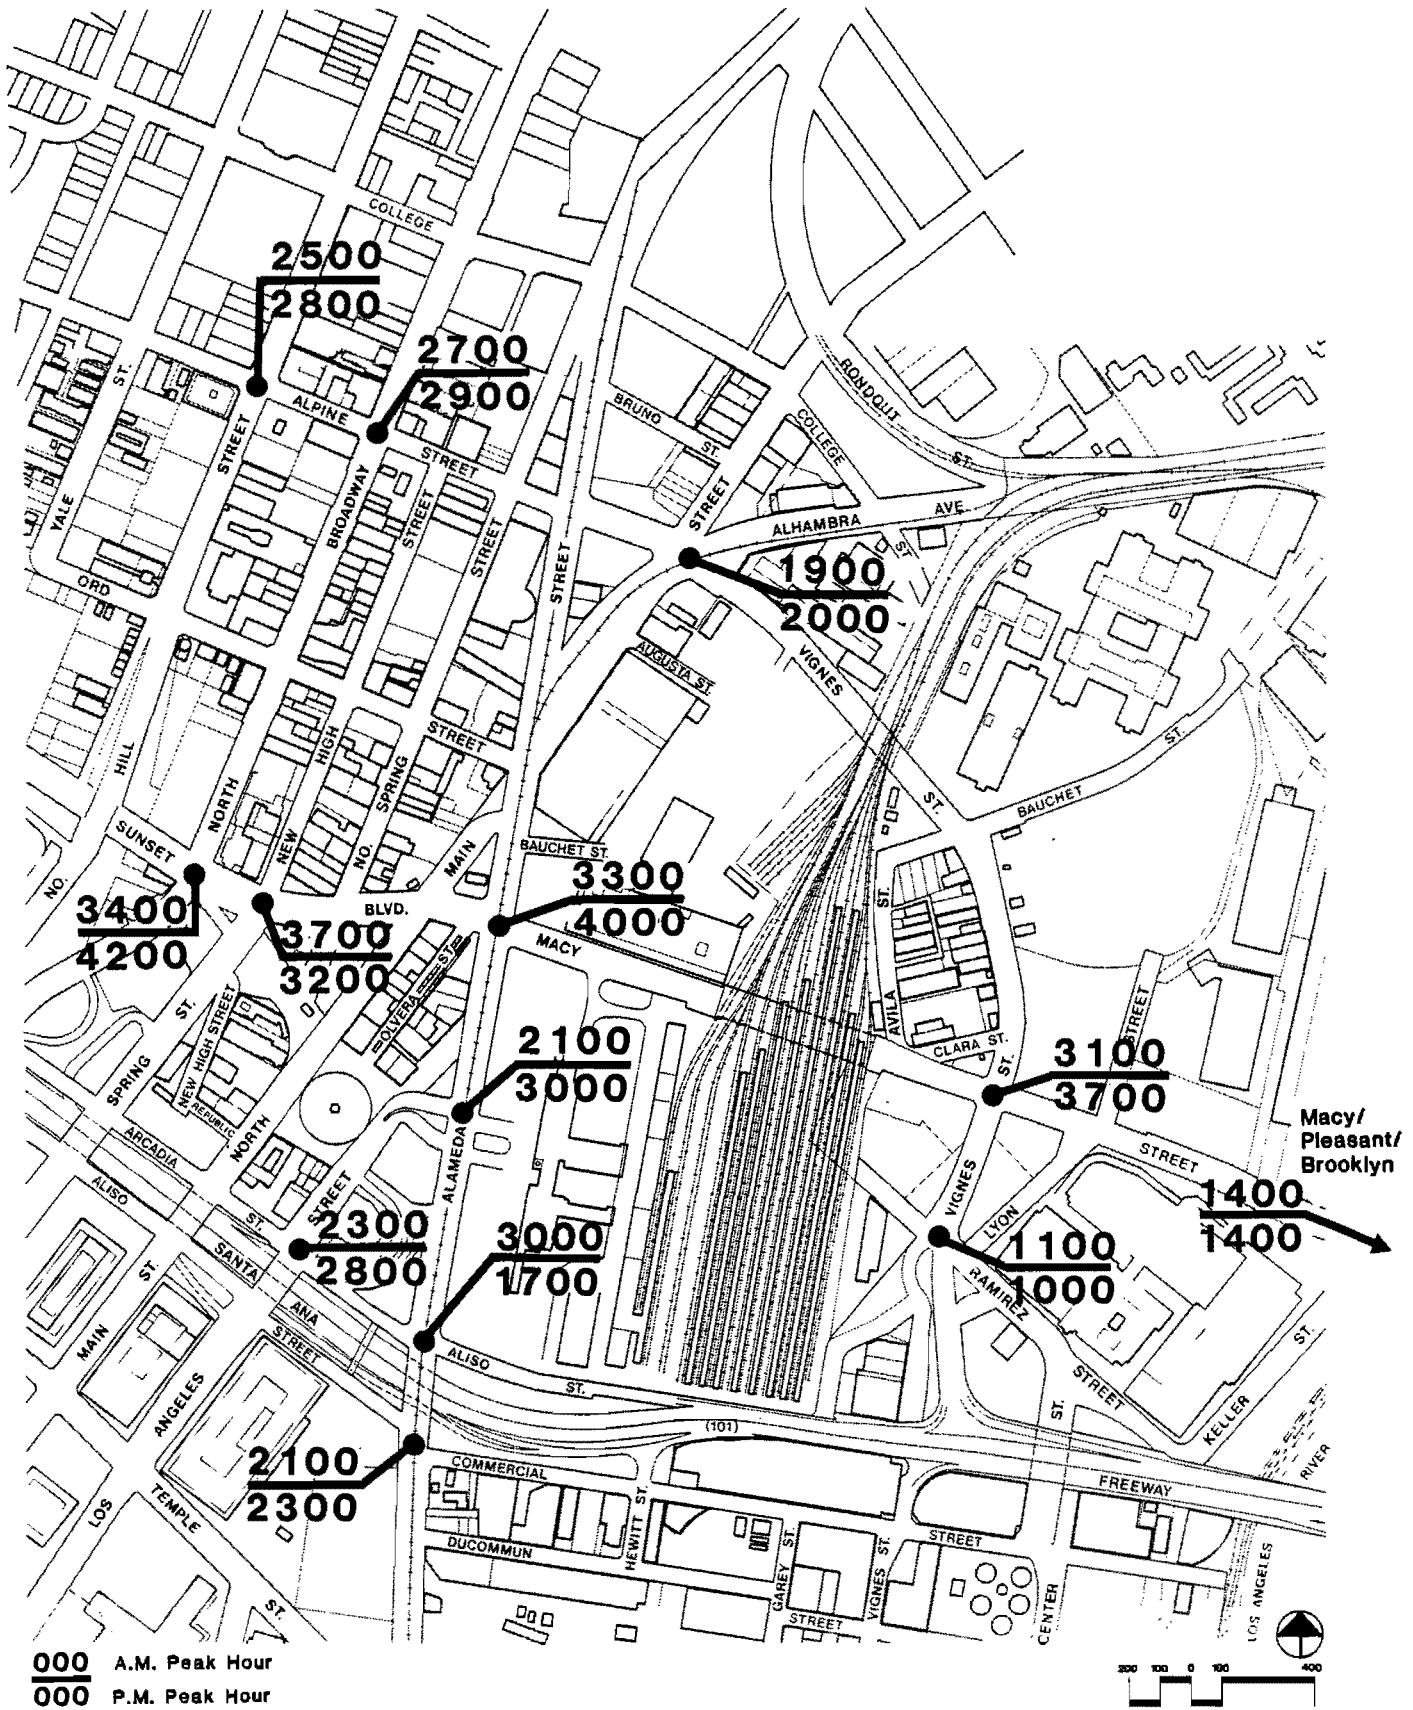 COLLEGE
2500
2800
2700
2900
ST.
RONDOUT
ST.
BRUNO
ST.
COLLEGE
ALPINE
STREET
STREET
BROADWAY
STREET
STREET
STREET
STREET
ALHAMBRA
AVE
ST.
YALE
ORD
1900
2000
AUGUSTA ST.
VIGNES
ST.
BAUCHET
ST.
STREET
HIGH
SPRING
HILL
NORTH
NEW
NO.
MAIN
SUNSET
NO.
BLVD.
BAUCHET ST.
3300
4000
MACY
3400
4200
3700
3200
OLVERA ST.
ST.
AVILA
CLARA ST.
ST.
STREET
3100
3700
2100
3000
ST.
SPRING
NEW HIGH STREET
REPUBLIC
NORTH
ARCADIA
ST.
ALISO
ST.
STREET
ALAMEDA
2300
2800
3000
1700
Macy/
Pleasant/
Brooklyn
1400
1400
STREET
VIGNES
LYON
1100
1000
RAMIREZ
STREET
KELLER
ST.
SANTA
ANA
STREET
MAIN
ANGELES
LOS
TEMPLE
ST.
ALISO
ST.
(101)
FREEWAY
RIVER
2100
2300
COMMERCIAL
STREET
DUCOMMUN
STREET
HEWITT ST.
GAREY
ST.
VIGNES
ST.
CENTER
ST.
LOS ANGELES
000 A.M. Peak Hour
000 P.M. Peak Hour
200 100 0 100 400